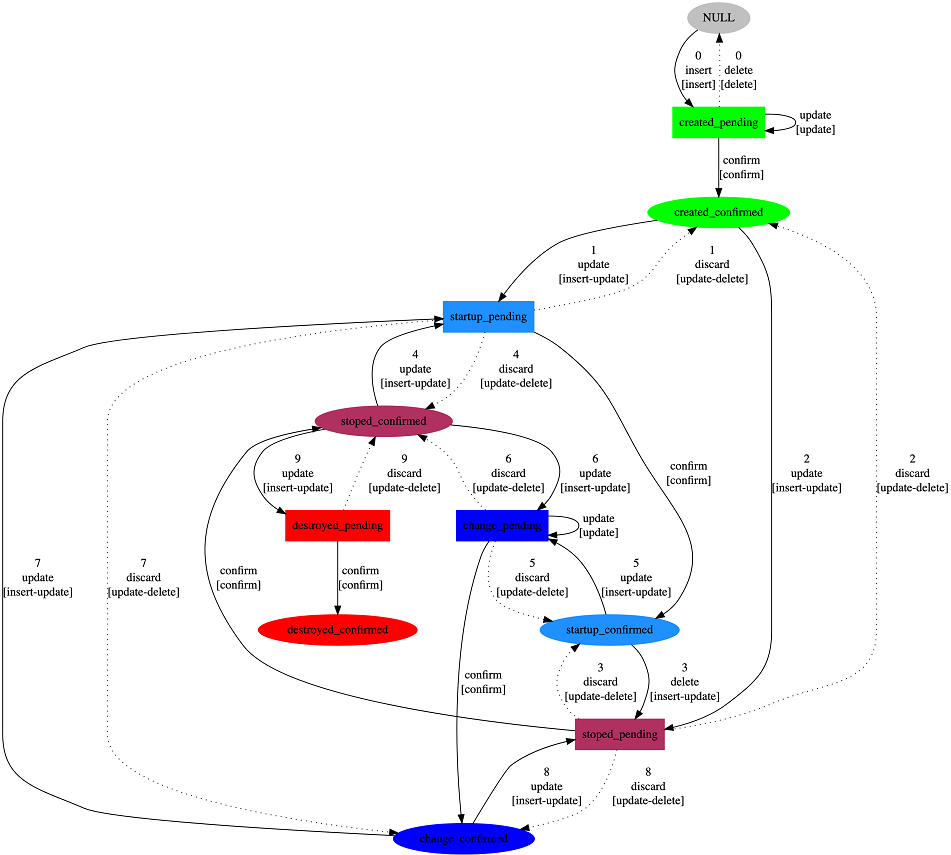 NULL
0
insert
[insert]
0
delete
[delete]
created_pending
update
[update]
confirm
[confirm]
created_confirmed
1
update
[insert-update]
1
discard
[update-delete]
startup_pending
4
update
[insert-update]
4
discard
[update-delete]
stoped_confirmed
9
update
[insert-update]
9
discard
[update-delete]
6
discard
[update-delete]
6
update
[insert-update]
confirm
[confirm]
2
update
[insert-update]
2
discard
[update-delete]
destroyed_pending
change_pending
update
[update]
7
update
[insert-update]
7
discard
[update-delete]
confirm
[confirm]
confirm
[confirm]
5
discard
[update-delete]
5
update
[insert-update]
destroyed_confirmed
startup_confirmed
confirm
[confirm]
3
discard
[update-delete]
3
delete
[insert-update]
stoped_pending
8
update
[insert-update]
8
discard
[update-delete]
change_confirmed